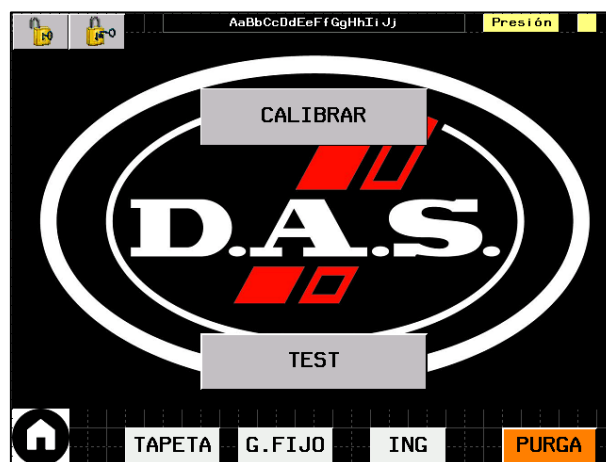 AaBbCcDdEeFfGgHhIiJj Presión
CALIBRAR
D.A.S.
TEST
TAPETA G.FIJO ING PURGA